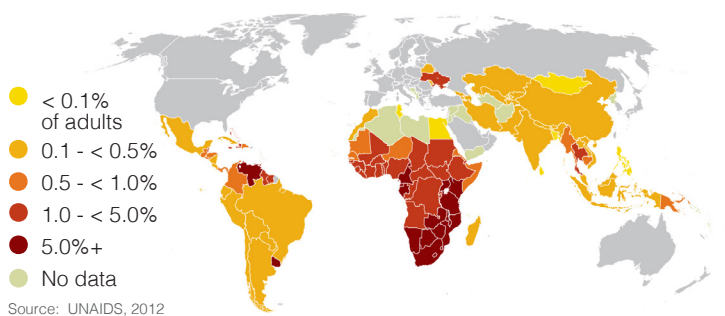 < 0.1%
of adults
0.1 - < 0.5%
0.5 - < 1.0%
1.0 - < 5.0%
5.0%+
No data
Source: UNAIDS, 2012